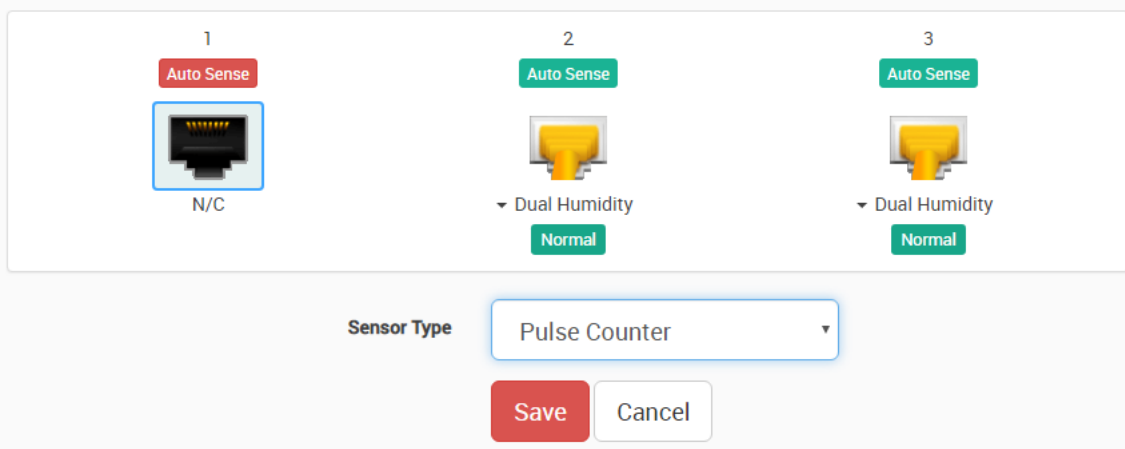 1 2 3
Auto Sense Auto Sense Auto Sense
N/C Dual Humidity Dual Humidity
Normal Normal
Sensor Type Pulse Counter
Save Cancel